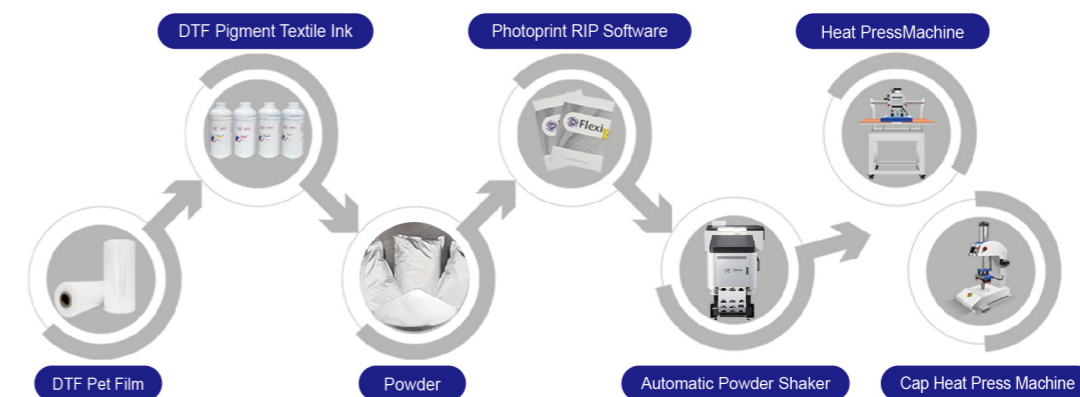 DTF Pigment Textile Ink
Photoprint RIP Software
Heat PressMachine
Flexi
DTF Pet Film
Powder
Automatic Powder Shaker
Cap Heat Press Machine